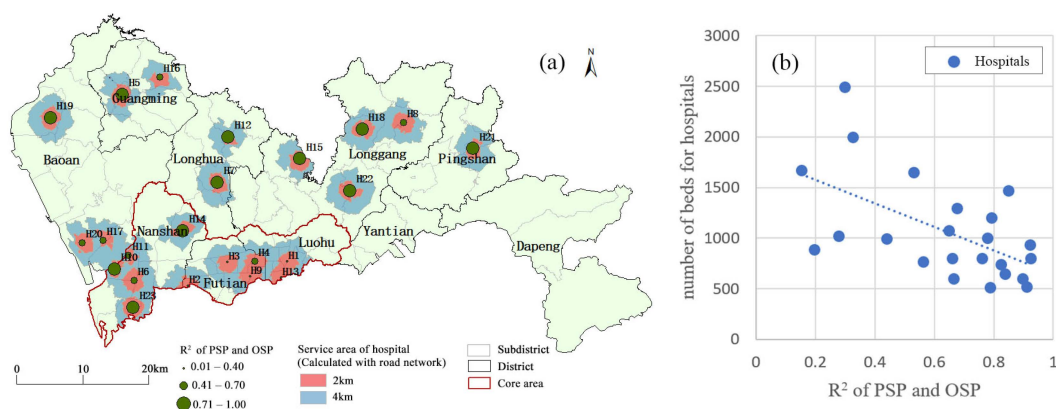 (a)
N
H16
H5
Guangming
H19
H12
H18
H8
H15
H21
Baoan
Longhua
Longgang
Pingshan
H7
H22
H14
Nanshan
H20
H17
Yantian
Luohu
H11
Dapeng
H10
H3
H4
H1
H6
H2
H9
H13
Futian
H23
0
10
20km
R² of PSP and OSP
0.01 – 0.40
0.41 – 0.70
0.71 – 1.00
Service area of hospital
(Calculated with road network)
2km
4km
Subdistrict
District
Core area
(b)
Hospitals
number of beds for hospitals
3000
2500
2000
1500
1000
500
0
0
0.2
0.4
0.6
0.8
1
R² of PSP and OSP